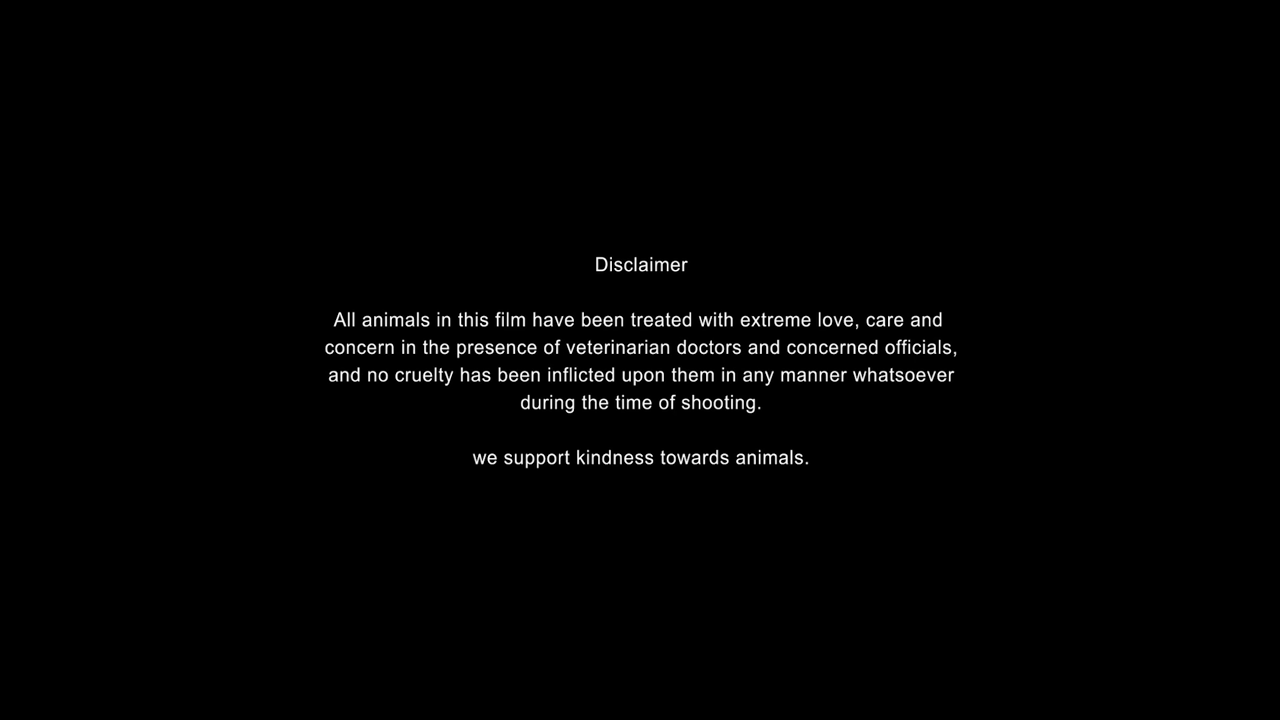 Disclaimer
All animals in this film have been treated with extreme love, care and
concern in the presence of veterinarian doctors and concerned officials,
and no cruelty has been inflicted upon them in any manner whatsoever
during the time of shooting.
we support kindness towards animals.